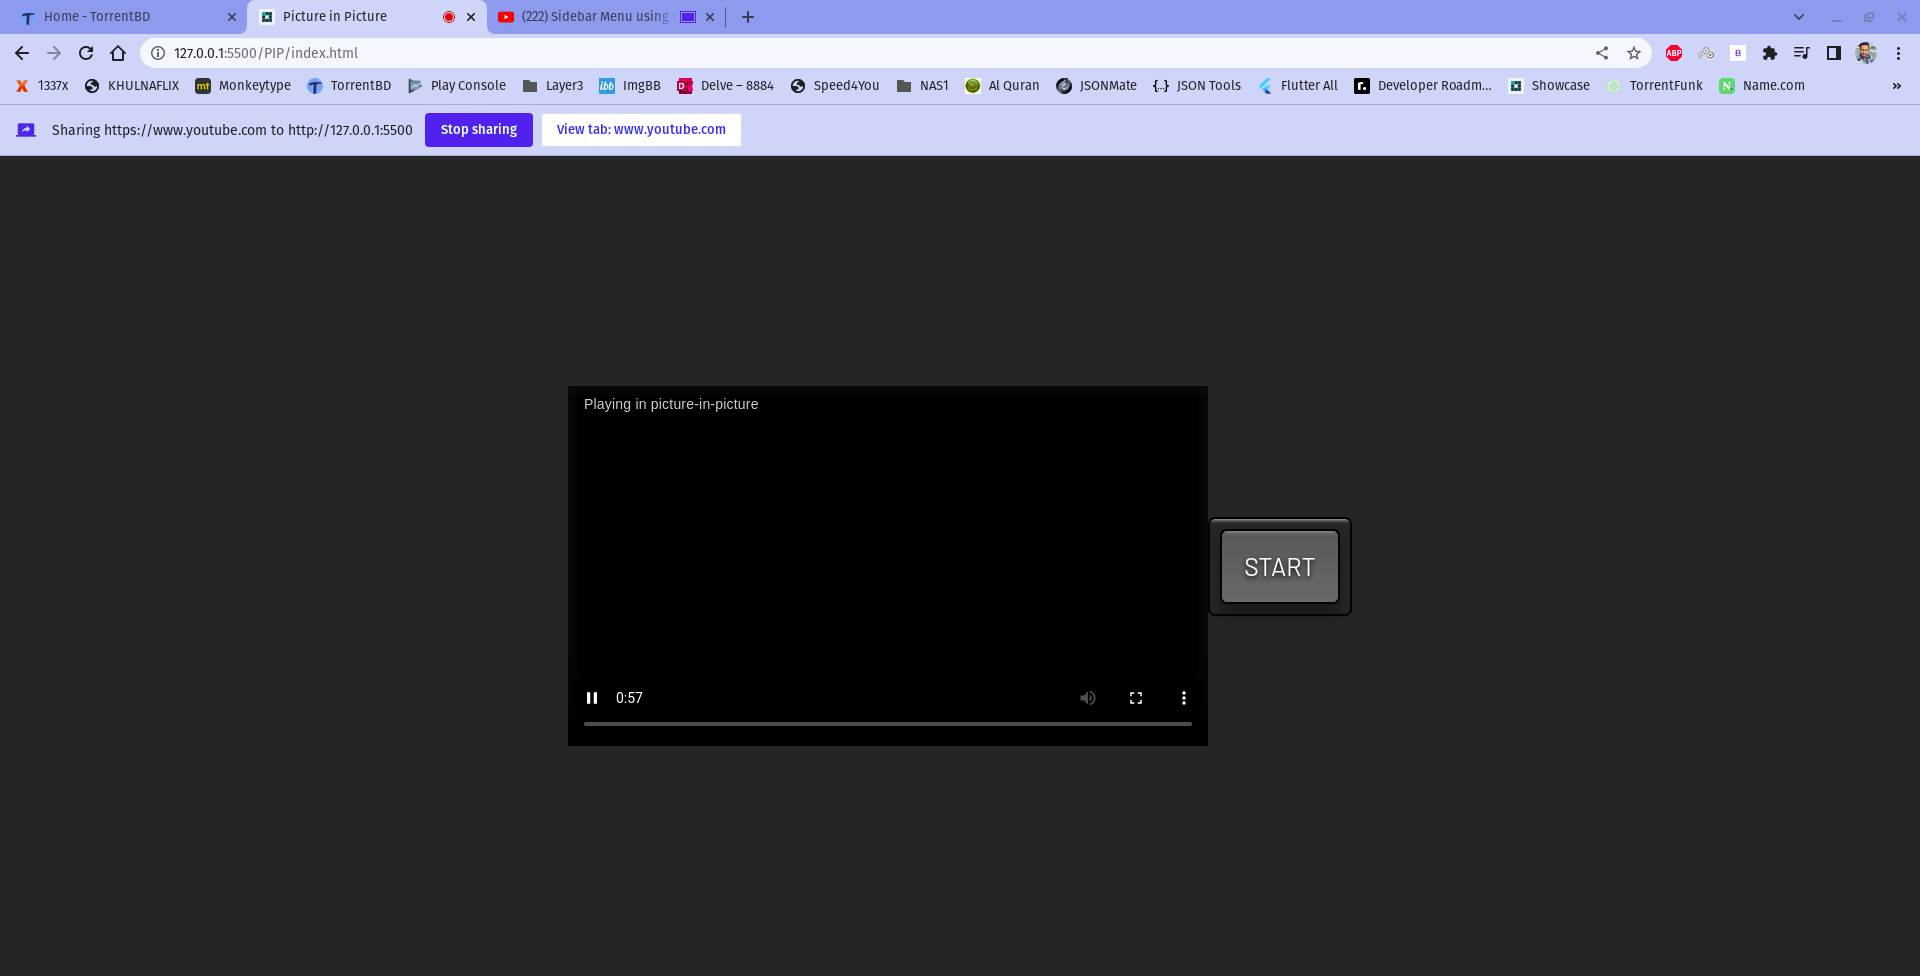 Home - TorrentBD
Picture in Picture
(222) Sidebar Menu using
127.0.0.1:5500/PIP/index.html
ABP
B
1337x
KHULNAFLIX
mt
Monkeytype
TorrentBD
Play Console
Layer3
ibb
ImgBB
D
Delve – 8884
Speed4You
NAS1
Al Quran
JSONMate
{...}
JSON Tools
Flutter All
r.
Developer Roadm...
Showcase
TorrentFunk
N.
Name.com
»
Sharing https://www.youtube.com to http://127.0.0.1:5500
Stop sharing
View tab: www.youtube.com
Playing in picture-in-picture
START
0:57